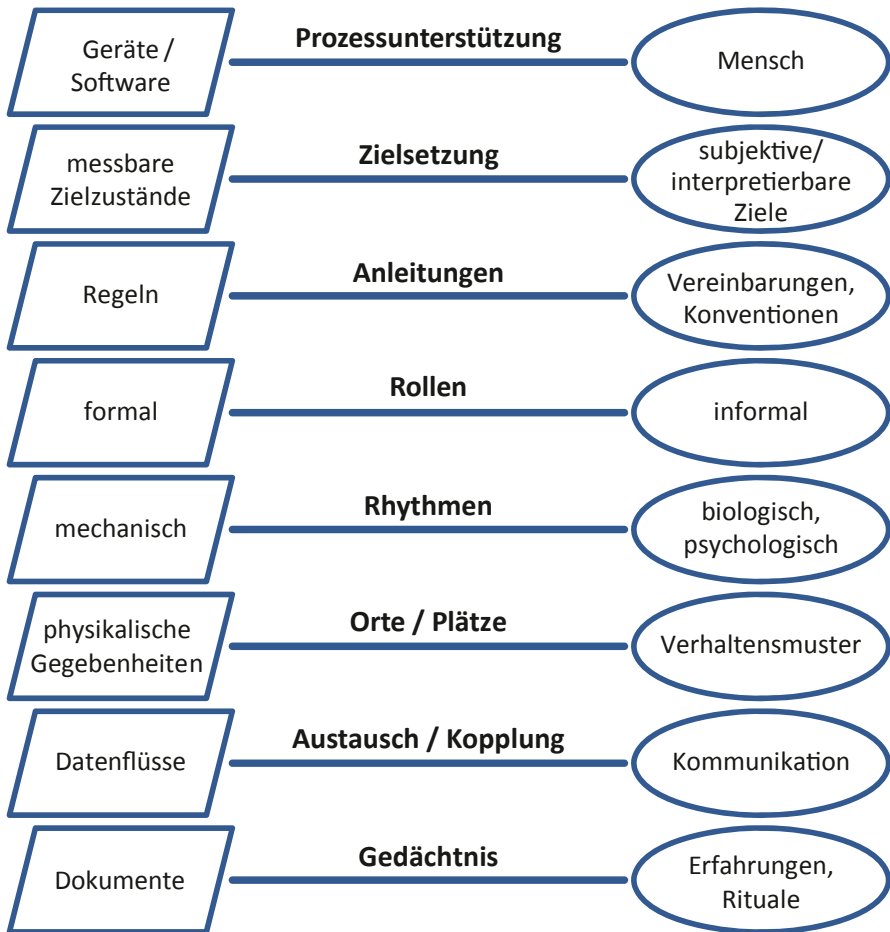 Geräte /
Software
Prozessunterstützung
Mensch
messbare
Zielzustände
Zielsetzung
subjektive/
interpretierbare
Ziele
Regeln
Anleitungen
Vereinbarungen,
Konventionen
formal
Rollen
informal
mechanisch
Rhythmen
biologisch,
psychologisch
physikalische
Gegebenheiten
Orte / Plätze
Verhaltensmuster
Datenflüsse
Austausch / Kopplung
Kommunikation
Dokumente
Gedächtnis
Erfahrungen,
Rituale